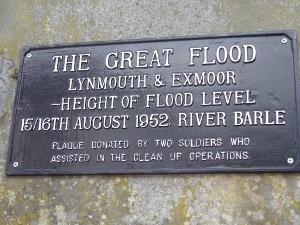 THE GREAT FLOOD
LYNMOUTH & EXMOOR
-HEIGHT OF FLOOD LEVEL
15/16TH AUGUST 1952. RIVER BARLE
PLAQUE DONATED BY TWO SOLDIERS WHO
ASSISTED IN THE CLEAN UP OPERATIONS.